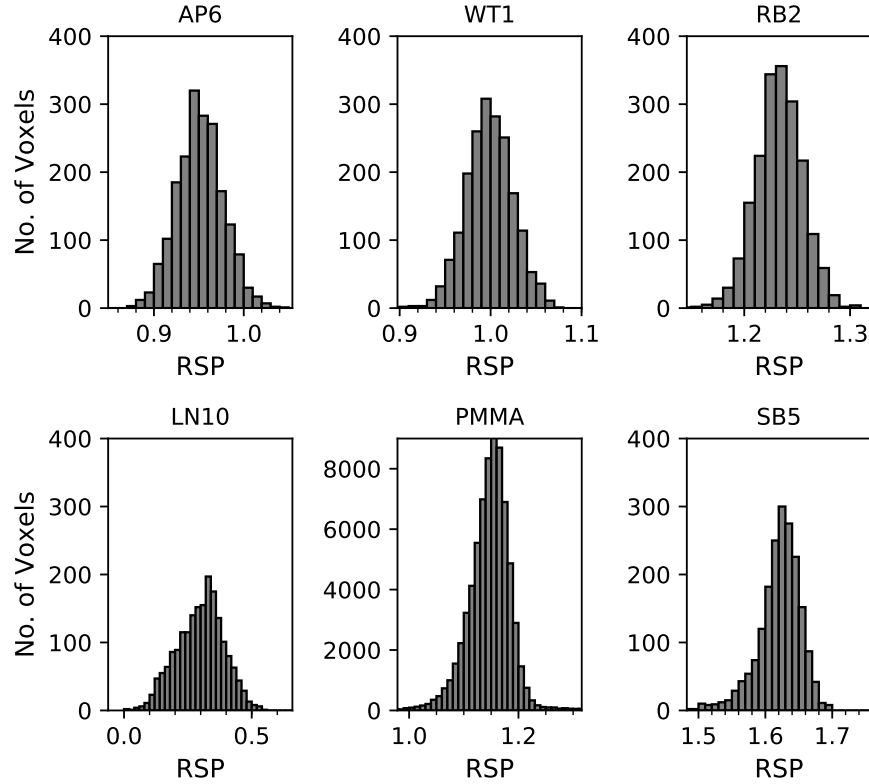 AP6
WT1
RB2
No. of Voxels
400
300
200
100
0
0.9 1.0
RSP
400
300
200
100
0
0.9 1.0 1.1
RSP
400
300
200
100
0
1.2 1.3
RSP
LN10
PMMA
SB5
No. of Voxels
400
300
200
100
0
0.0 0.5
RSP
8000
6000
4000
2000
0
1.0 1.2
RSP
400
300
200
100
0
1.5 1.6 1.7
RSP